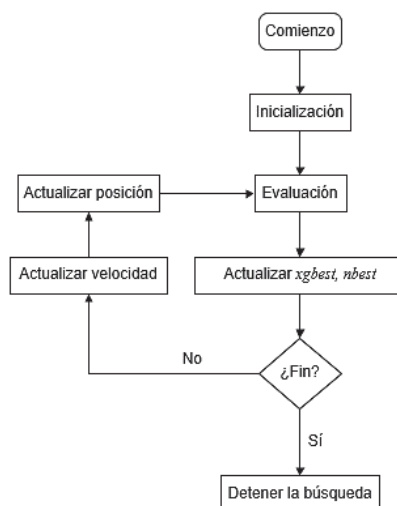 Comienzo
Inicialización
Actualizar posición
Evaluación
Actualizar velocidad
Actualizar xgbest, nbest
No
¿Fin?
Sí
Detener la búsqueda